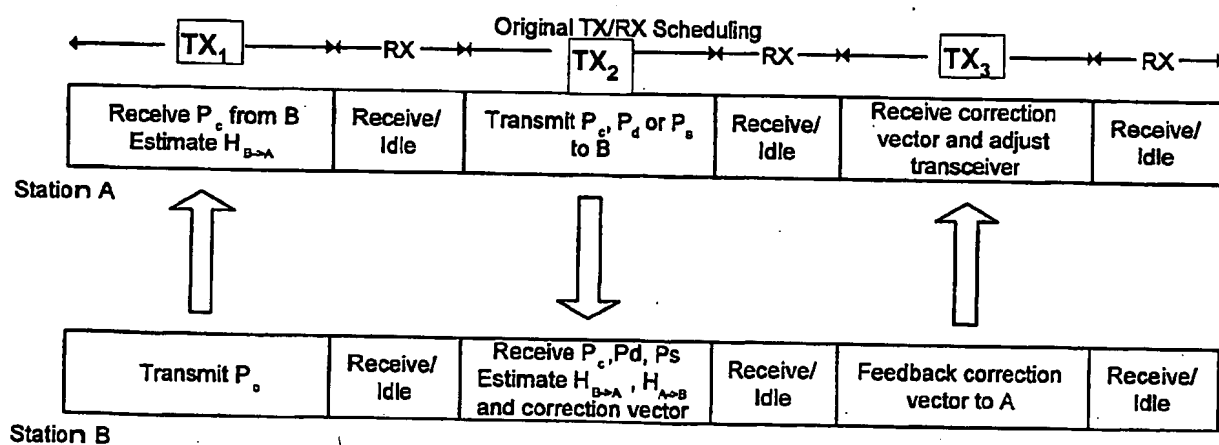 Original TX/RX Scheduling
TX1 RX TX2 RX TX3 RX
Receive Pc from B
Estimate HB->A
Receive/
Idle
Transmit Pc, Pd or Ps
to B
Receive/
Idle
Receive correction
vector and adjust
transceiver
Receive/
Idle
Station A
Transmit Pc
Receive/
Idle
Receive Pc,Pd, Ps
Estimate HB->A , HA->B
and correction vector
Receive/
Idle
Feedback correction
vector to A
Receive/
Idle
Station B